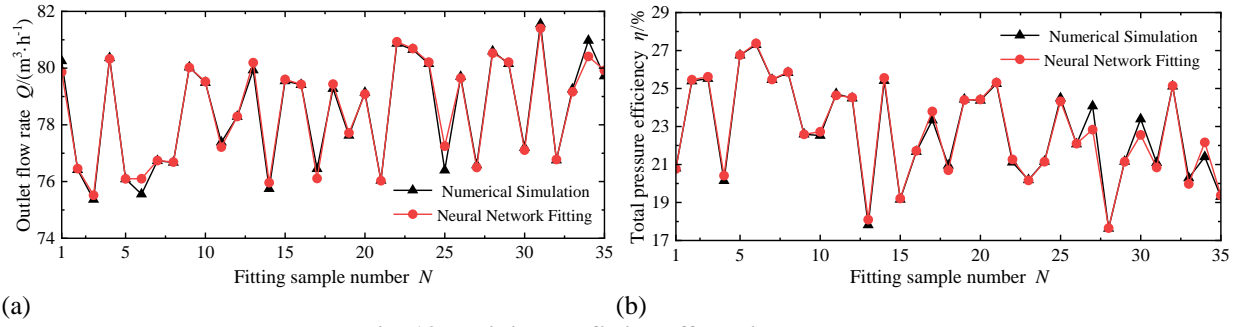 82
80
78
76
74
Outlet flow rate Q/(m³·h⁻¹)
Numerical Simulation
Neural Network Fitting
1 5 10 15 20 25 30 35
Fitting sample number N
(a)
29
27
25
23
21
19
17
Total pressure efficiency η/%
Numerical Simulation
Neural Network Fitting
1 5 10 15 20 25 30 35
Fitting sample number N
(b)